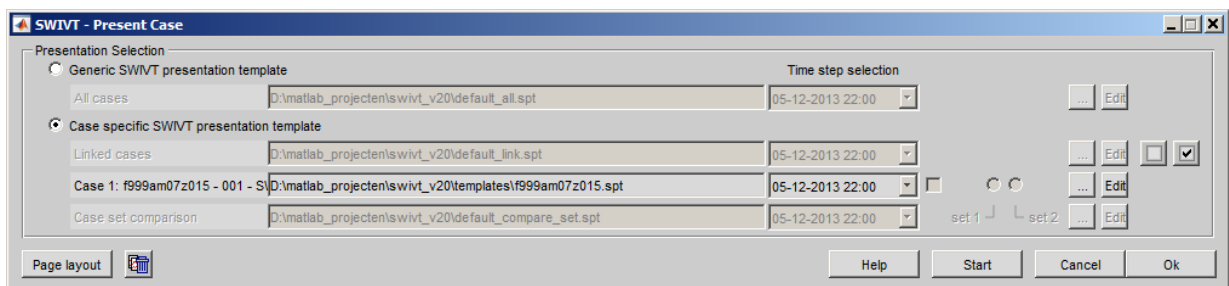 SWIVT - Present Case
Presentation Selection
Generic SWIVT presentation template Time step selection
All cases D:\matlab_projecten\swivt_v20\default_all.spt 05-12-2013 22:00 ... Edit
Case specific SWIVT presentation template
Linked cases D:\matlab_projecten\swivt_v20\default_link.spt 05-12-2013 22:00 ... Edit
Case 1: f999am07z015 - 001 - S\ D:\matlab_projecten\swivt_v20\templates\f999am07z015.spt 05-12-2013 22:00 ... Edit
Case set comparison D:\matlab_projecten\swivt_v20\default_compare_set.spt 05-12-2013 22:00 set 1 set 2 ... Edit
Page layout Help Start Cancel Ok